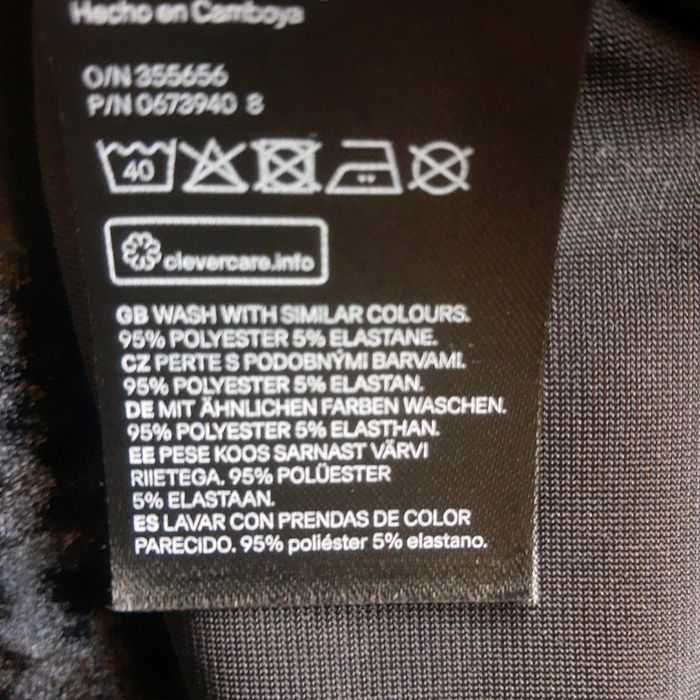 Hecho en Camboya
O/N 355656
P/N 0673940 8
40
clevercare.info
GB WASH WITH SIMILAR COLOURS.
95% POLYESTER 5% ELASTANE.
CZ PERTE S PODOBNÝMI BARVAMI.
95% POLYESTER 5% ELASTAN.
DE MIT ÄHNLICHEN FARBEN WASCHEN.
95% POLYESTER 5% ELASTHAN.
EE PESE KOOS SARNAST VÄRVI
RIIETEGA. 95% POLÜESTER
5% ELASTAAN.
ES LAVAR CON PRENDAS DE COLOR
PARECIDO. 95% poliéster 5% elastano.